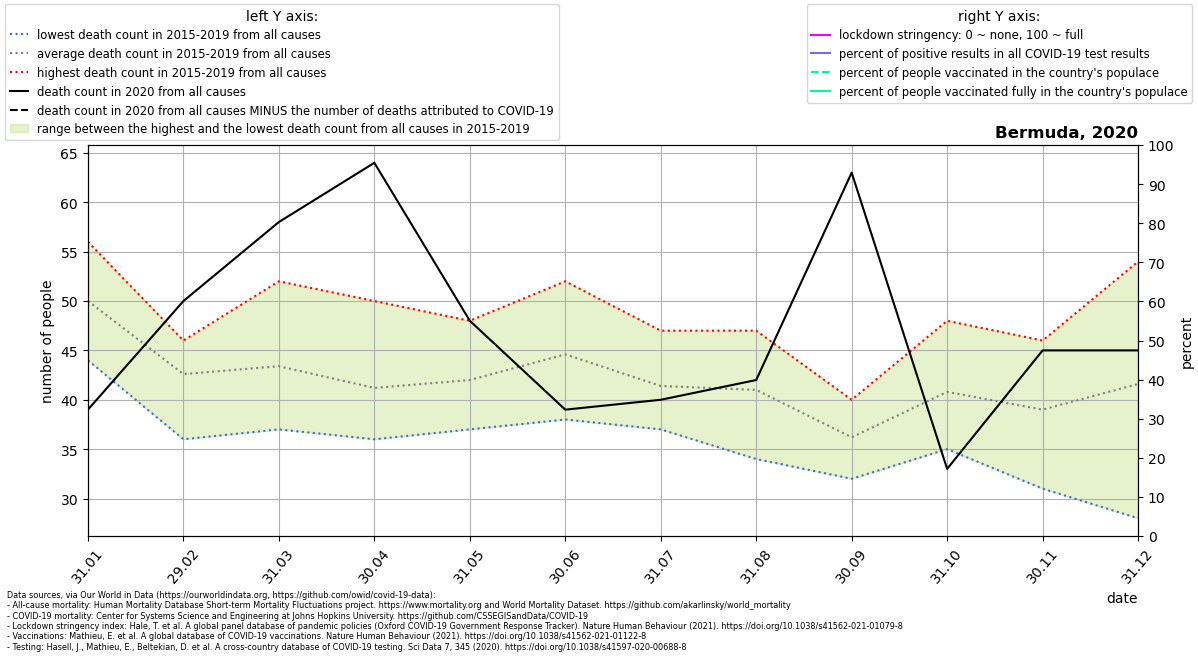 left Y axis:
lowest death count in 2015-2019 from all causes
average death count in 2015-2019 from all causes
highest death count in 2015-2019 from all causes
death count in 2020 from all causes
death count in 2020 from all causes MINUS the number of deaths attributed to COVID-19
range between the highest and the lowest death count from all causes in 2015-2019
right Y axis:
lockdown stringency: 0 ~ none, 100 ~ full
percent of positive results in all COVID-19 test results
percent of people vaccinated in the country's populace
percent of people vaccinated fully in the country's populace
Bermuda, 2020
number of people
65
60
55
50
45
40
35
30
100
90
80
70
60
50
40
30
20
10
0
percent
31.01
29.02
31.03
30.04
31.05
30.06
31.07
31.08
30.09
31.10
30.11
31.12
date
Data sources, via Our World in Data (https://ourworldindata.org, https://github.com/owid/covid-19-data):
- All-cause mortality: Human Mortality Database Short-term Mortality Fluctuations project. https://www.mortality.org and World Mortality Dataset. https://github.com/akarlinsky/world_mortality
- COVID-19 mortality: Center for Systems Science and Engineering at Johns Hopkins University. https://github.com/CSSEGISandData/COVID-19
- Lockdown stringency index: Hale, T. et al. A global panel database of pandemic policies (Oxford COVID-19 Government Response Tracker). Nature Human Behaviour (2021). https://doi.org/10.1038/s41562-021-01079-8
- Vaccinations: Mathieu, E. et al. A global database of COVID-19 vaccinations. Nature Human Behaviour (2021). https://doi.org/10.1038/s41562-021-01122-8
- Testing: Hasell, J., Mathieu, E., Beltekian, D. et al. A cross-country database of COVID-19 testing. Sci Data 7, 345 (2020). https://doi.org/10.1038/s41597-020-00688-8